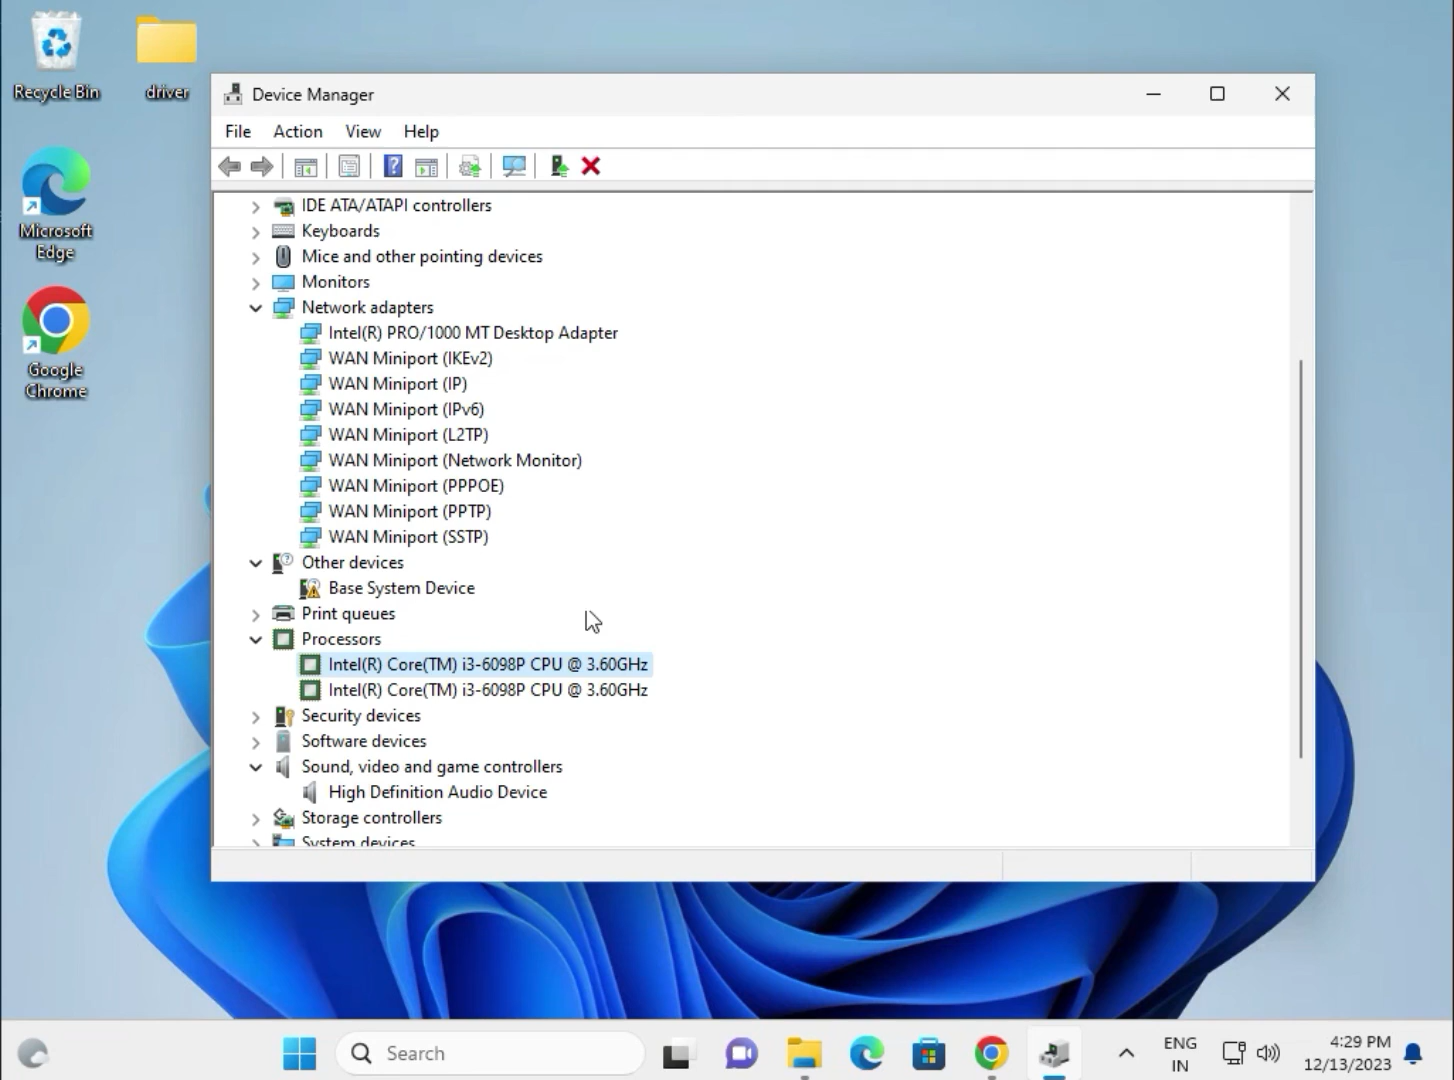 Recycle Bin
driver
Microsoft
Edge
Google
Chrome
Device Manager
File Action View Help
IDE ATA/ATAPI controllers
Keyboards
Mice and other pointing devices
Monitors
Network adapters
Intel(R) PRO/1000 MT Desktop Adapter
WAN Miniport (IKEv2)
WAN Miniport (IP)
WAN Miniport (IPv6)
WAN Miniport (L2TP)
WAN Miniport (Network Monitor)
WAN Miniport (PPPOE)
WAN Miniport (PPTP)
WAN Miniport (SSTP)
Other devices
Base System Device
Print queues
Processors
Intel(R) Core(TM) i3-6098P CPU @ 3.60GHz
Intel(R) Core(TM) i3-6098P CPU @ 3.60GHz
Security devices
Software devices
Sound, video and game controllers
High Definition Audio Device
Storage controllers
System devices
Search
ENG
IN
4:29 PM
12/13/2023